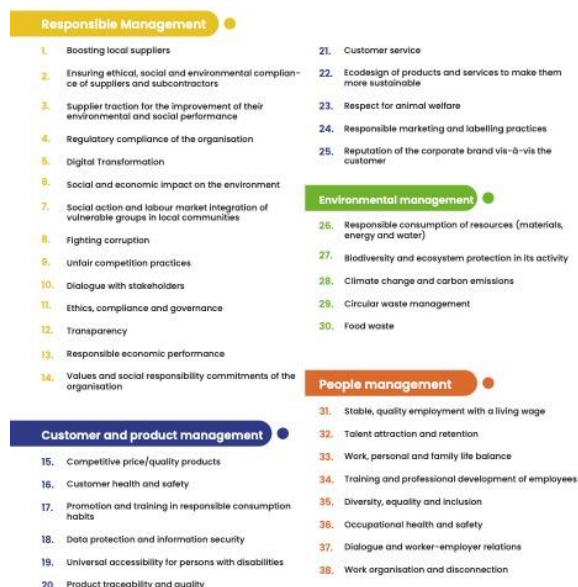 Responsible Management
1. Boosting local suppliers
2. Ensuring ethical, social and environmental complian-
ce of suppliers and subcontractors
3. Supplier traction for the improvement of their
environmental and social performance
4. Regulatory compliance of the organisation
5. Digital Transformation
6. Social and economic impact on the environment
7. Social action and labour market integration of
vulnerable groups in local communities
8. Fighting corruption
9. Unfair competition practices
10. Dialogue with stakeholders
11. Ethics, compliance and governance
12. Transparency
13. Responsible economic performance
14. Values and social responsibility commitments of the
organisation
Customer and product management
15. Competitive price/quality products
16. Customer health and safety
17. Promotion and training in responsible consumption
habits
18. Data protection and information security
19. Universal accessibility for persons with disabilities
20. Product traceability and quality
21. Customer service
22. Ecodesign of products and services to make them
more sustainable
23. Respect for animal welfare
24. Responsible marketing and labelling practices
25. Reputation of the corporate brand vis-à-vis the
customer
Environmental management
26. Responsible consumption of resources (materials,
energy and water)
27. Biodiversity and ecosystem protection in its activity
28. Climate change and carbon emissions
29. Circular waste management
30. Food waste
People management
31. Stable, quality employment with a living wage
32. Talent attraction and retention
33. Work, personal and family life balance
34. Training and professional development of employees
35. Diversity, equality and inclusion
36. Occupational health and safety
37. Dialogue and worker-employer relations
38. Work organisation and disconnection